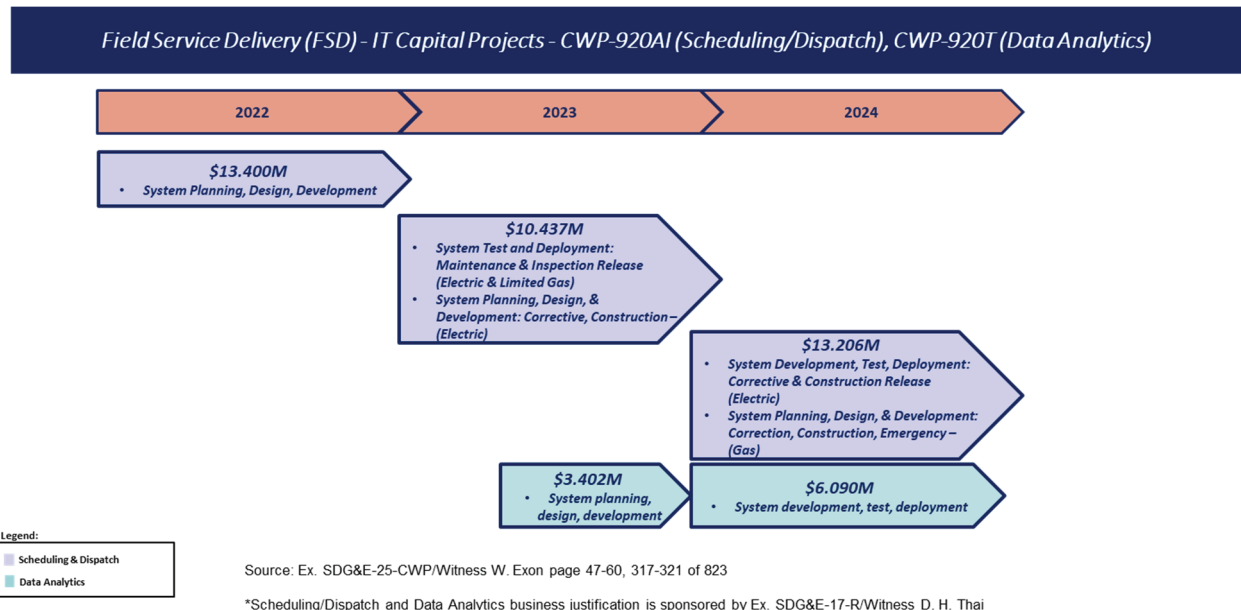 Field Service Delivery (FSD) - IT Capital Projects - CWP-920AI (Scheduling/Dispatch), CWP-920T (Data Analytics)
2022 2023 2024
$13.400M
• System Planning, Design, Development
$10.437M
• System Test and Deployment:
Maintenance & Inspection Release
(Electric & Limited Gas)
• System Planning, Design, &
Development: Corrective, Construction –
(Electric)
$13.206M
• System Development, Test, Deployment:
Corrective & Construction Release
(Electric)
• System Planning, Design, & Development:
Correction, Construction, Emergency –
(Gas)
$3.402M
• System planning,
design, development
$6.090M
• System development, test, deployment
Legend:
Scheduling & Dispatch
Data Analytics
Source: Ex. SDG&E-25-CWP/Witness W. Exon page 47-60, 317-321 of 823
*Scheduling/Dispatch and Data Analytics business justification is sponsored by Ex. SDG&E-17-R/Witness D. H. Thai